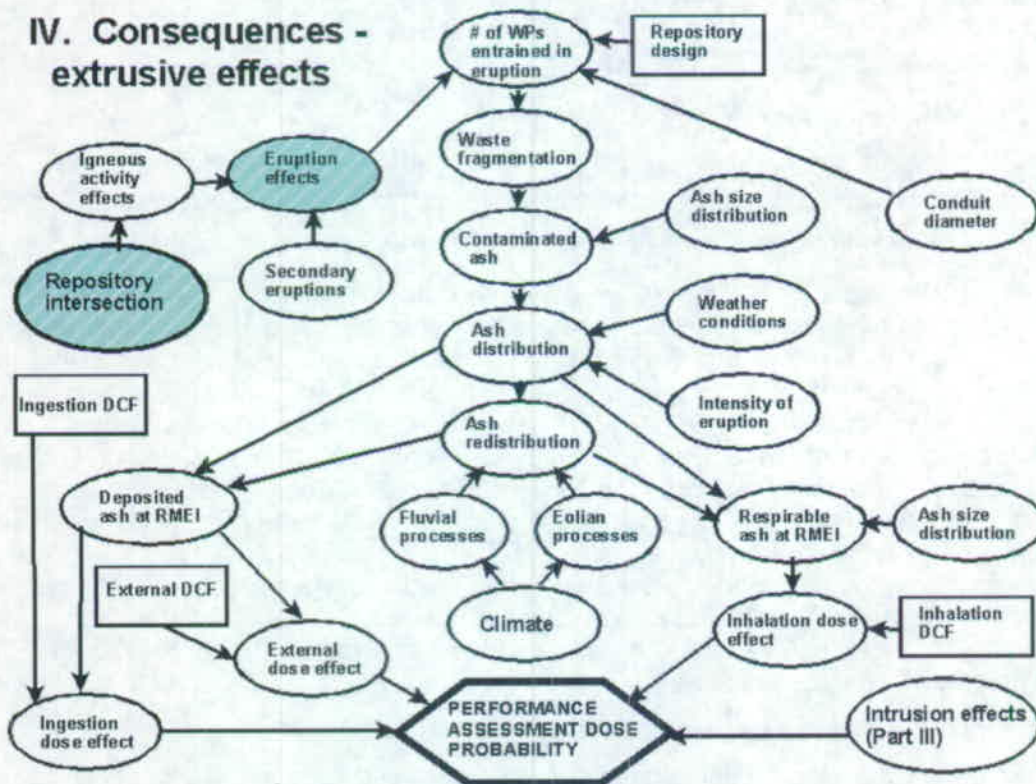 IV. Consequences -
extrusive effects
# of WPs
entrained in
eruption
Repository
design
Igneous
activity
effects
Eruption
effects
Waste
fragmentation
Ash size
distribution
Conduit
diameter
Repository
intersection
Secondary
eruptions
Contaminated
ash
Weather
conditions
Ash
distribution
Ingestion DCF
Intensity of
eruption
Ash
redistribution
Deposited
ash at RMEI
Fluvial
processes
Eolian
processes
Respirable
ash at RMEI
Ash size
distribution
External DCF
Climate
Inhalation dose
effect
Inhalation
DCF
External
dose effect
Ingestion
dose effect
PERFORMANCE
ASSESSMENT DOSE
PROBABILITY
Intrusion effects
(Part III)